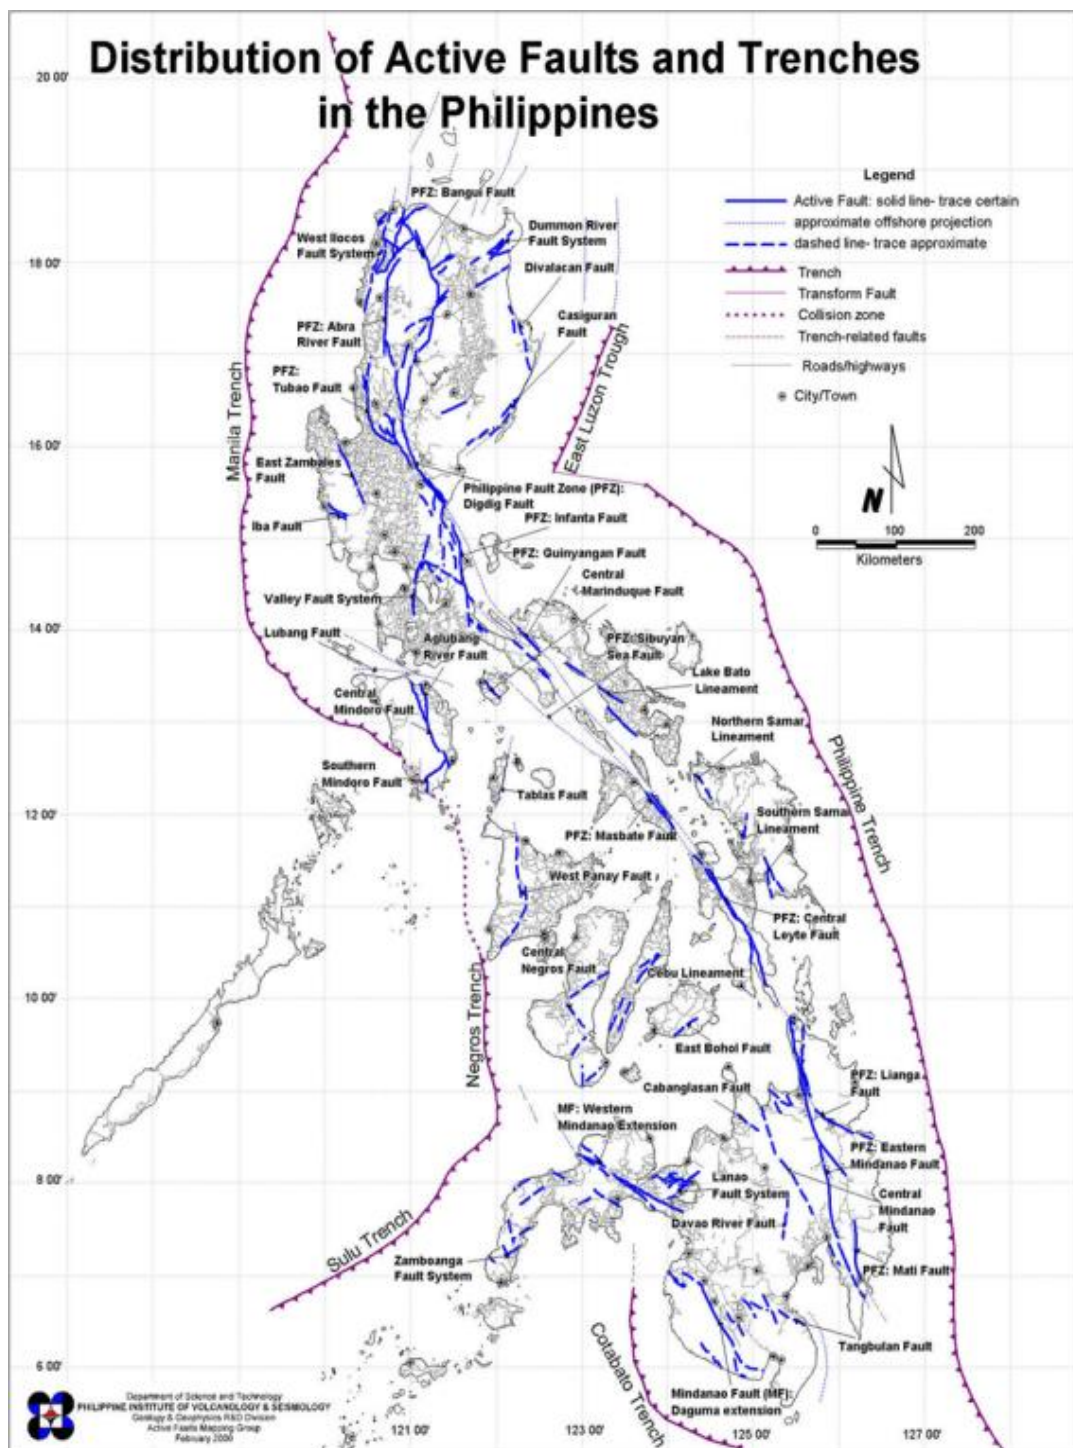 Distribution of Active Faults and Trenches
in the Philippines
20 00'
18 00'
16 00'
14 00'
12 00'
10 00'
8 00'
6 00'
121 00'
123 00'
125 00'
127 00'
Legend
Active Fault: solid line- trace certain
approximate offshore projection
dashed line- trace approximate
Trench
Transform Fault
Collision zone
Trench-related faults
Roads/highways
City/Town
N
0 100 200
Kilometers
PFZ: Bangui Fault
West Ilocos
Fault System
Dummon River
Fault System
Divalacan Fault
Casiguran
Fault
PFZ: Abra
River Fault
PFZ:
Tubao Fault
Manila Trench
East Luzon Trough
East Zambales
Fault
Iba Fault
Philippine Fault Zone (PFZ):
Digdig Fault
PFZ: Infanta Fault
PFZ: Guinyangan Fault
Central
Marinduque Fault
Valley Fault System
Lubang Fault
Aglubang
River Fault
PFZ: Sibuyan
Sea Fault
Lake Bato
Lineament
Central
Mindoro Fault
Northern Samar
Lineament
Southern
Mindoro Fault
Tablas Fault
Southern Samar
Lineament
Philippine Trench
PFZ: Masbate Fault
West Panay Fault
PFZ: Central
Leyte Fault
Central
Negros Fault
Cebu Lineament
Negros Trench
East Bohol Fault
Cabanglasan Fault
PFZ: Lianga
Fault
MF: Western
Mindanao Extension
PFZ: Eastern
Mindanao Fault
Lanao
Fault System
Central
Mindanao
Fault
Davao River Fault
Sulu Trench
Zamboanga
Fault System
PFZ: Mati Fault
Tangbulan Fault
Cotabato Trench
Mindanao Fault (MF):
Daguma extension
Department of Science and Technology
PHILIPPINE INSTITUTE OF VOLCANOLOGY & SEISMOLOGY
Geology & Geophysics R&D Division
Active Faults Mapping Group
February 2000